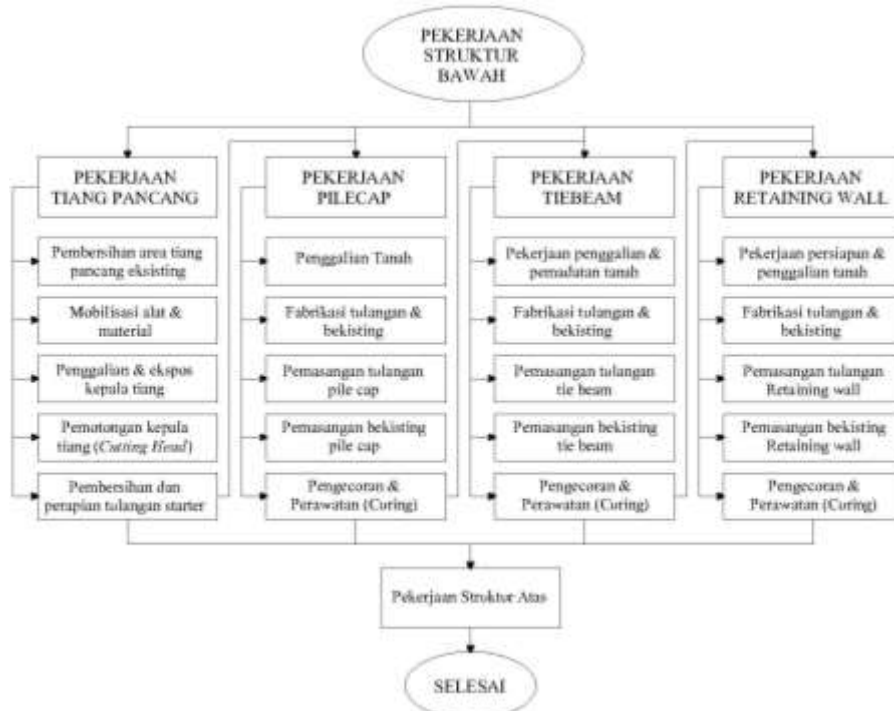 PEKERJAAN
STRUKTUR
BAWAH
PEKERJAAN
TIANG PANCANG
Pembersihan area tiang
pancang eksisting
Mobilisasi alat &
material
Penggalian & ekspos
kepala tiang
Pemotongan kepala
tiang (Cutting Head)
Pembersihan dan
perapian tulangan starter
PEKERJAAN
PILECAP
Penggalian Tanah
Fabrikasi tulangan &
bekisting
Pemasangan tulangan
pile cap
Pemasangan bekisting
pile cap
Pengecoran &
Perawatan (Curing)
PEKERJAAN
TIEBEAM
Pekerjaan penggalian &
pemadatan tanah
Fabrikasi tulangan &
bekisting
Pemasangan tulangan
tie beam
Pemasangan bekisting
tie beam
Pengecoran &
Perawatan (Curing)
PEKERJAAN
RETAINING WALL
Pekerjaan persiapan &
penggalian tanah
Fabrikasi tulangan &
bekisting
Pemasangan tulangan
Retaining wall
Pemasangan bekisting
Retaining wall
Pengecoran &
Perawatan (Curing)
Pekerjaan Struktur Atas
SELESAI